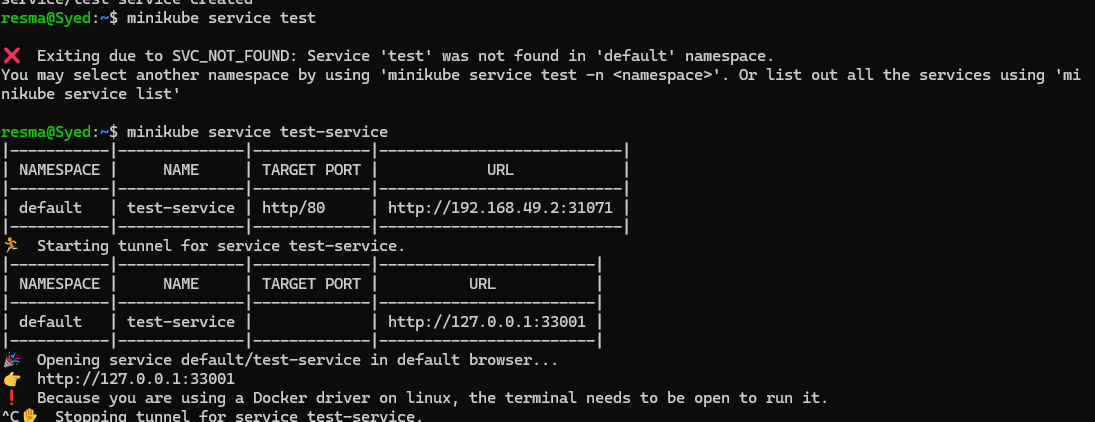 service/test-service created
resma@Syed:~$ minikube service test
❌  Exiting due to SVC_NOT_FOUND: Service 'test' was not found in 'default' namespace.
You may select another namespace by using 'minikube service test -n <namespace>'. Or list out all the services using 'mi
nikube service list'
resma@Syed:~$ minikube service test-service
|-----------|--------------|-------------|---------------------------|
| NAMESPACE |     NAME     | TARGET PORT |            URL            |
|-----------|--------------|-------------|---------------------------|
| default   | test-service | http/80     | http://192.168.49.2:31071 |
|-----------|--------------|-------------|---------------------------|
🏃  Starting tunnel for service test-service.
|-----------|--------------|-------------|------------------------|
| NAMESPACE |     NAME     | TARGET PORT |          URL           |
|-----------|--------------|-------------|------------------------|
| default   | test-service |             | http://127.0.0.1:33001 |
|-----------|--------------|-------------|------------------------|
🎉  Opening service default/test-service in default browser...
👉  http://127.0.0.1:33001
❗  Because you are using a Docker driver on linux, the terminal needs to be open to run it.
^C✋  Stopping tunnel for service test-service.